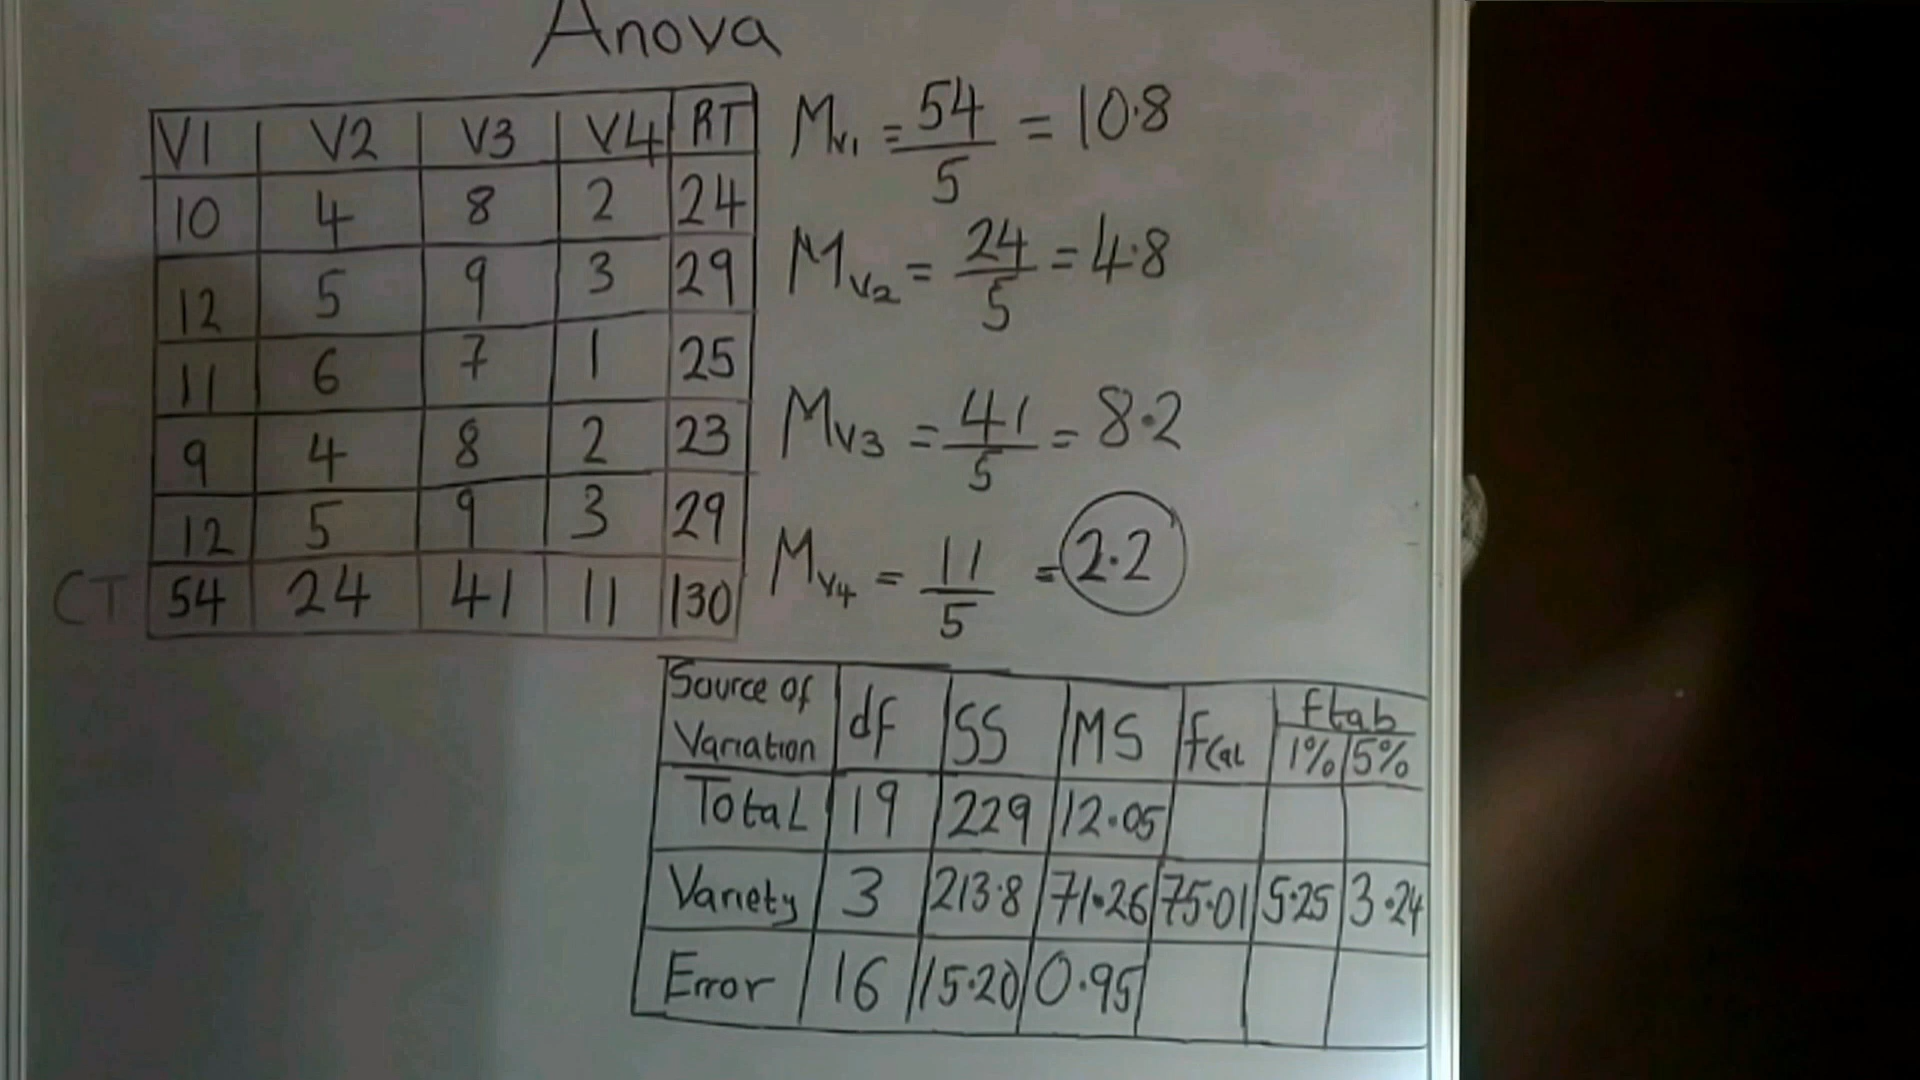 Anova
V1 V2 V3 V4 RT
10 4 8 2 24
12 5 9 3 29
11 6 7 1 25
9 4 8 2 23
12 5 9 3 29
CT 54 24 41 11 130
Mv1 = 54/5 = 10.8
Mv2 = 24/5 = 4.8
Mv3 = 41/5 = 8.2
Mv4 = 11/5 = 2.2
Source of Variation df SS MS fcal ftab
1% 5%
Total 19 229 12.05
Variety 3 213.8 71.26 75.01 5.25 3.24
Error 16 15.20 0.95